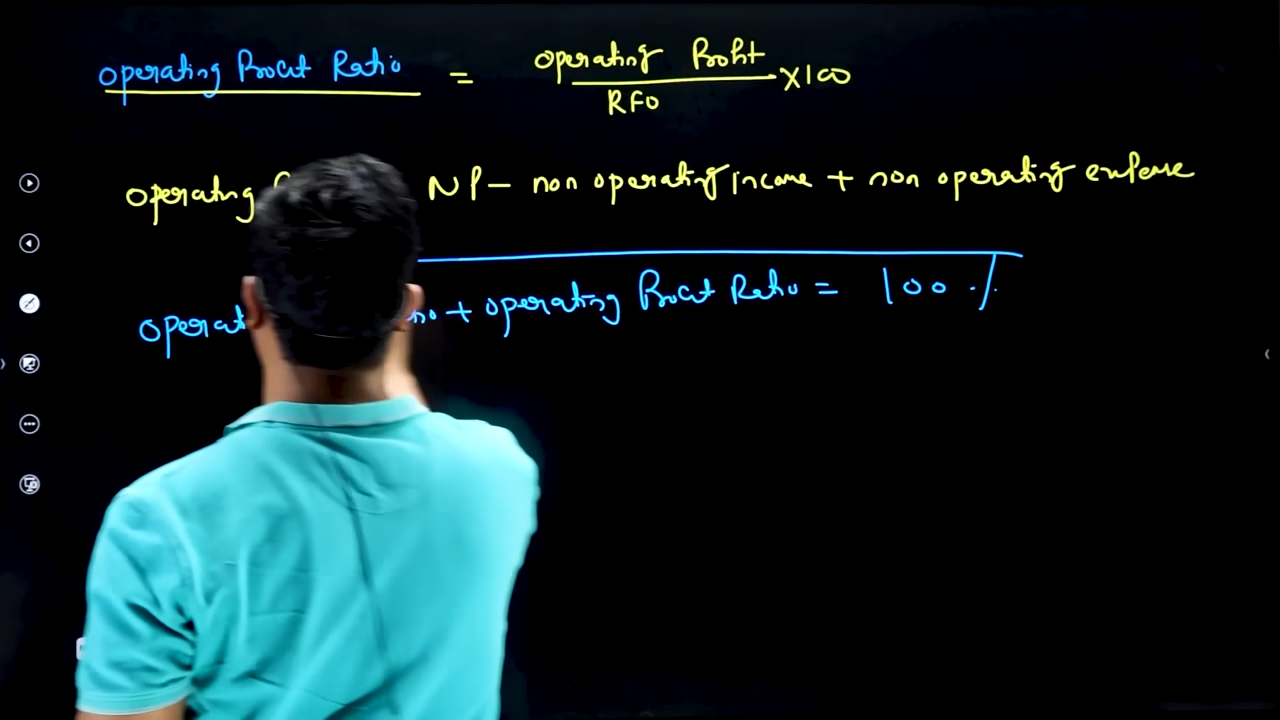 operating Profit Ratio = operating Profit / RFO X100
operating NP - non operating income + non operating expense
operat + operating Profit Ratio = 100 %